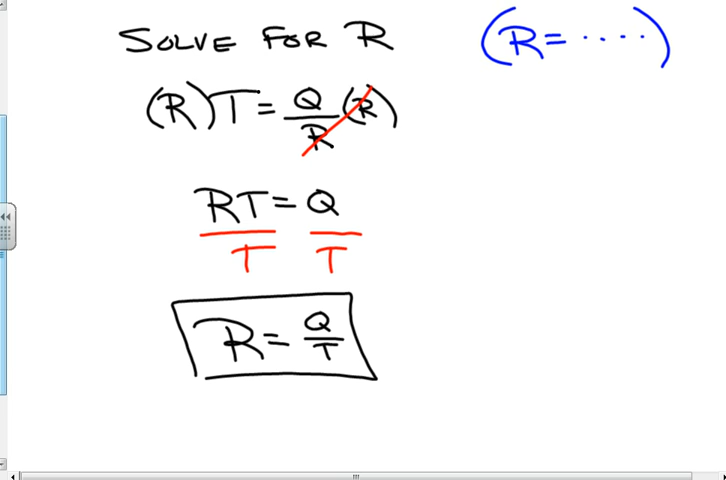 SOLVE FOR R (R = ....)
(R)T = Q/R (R)
RT = Q
T T
R = Q/T